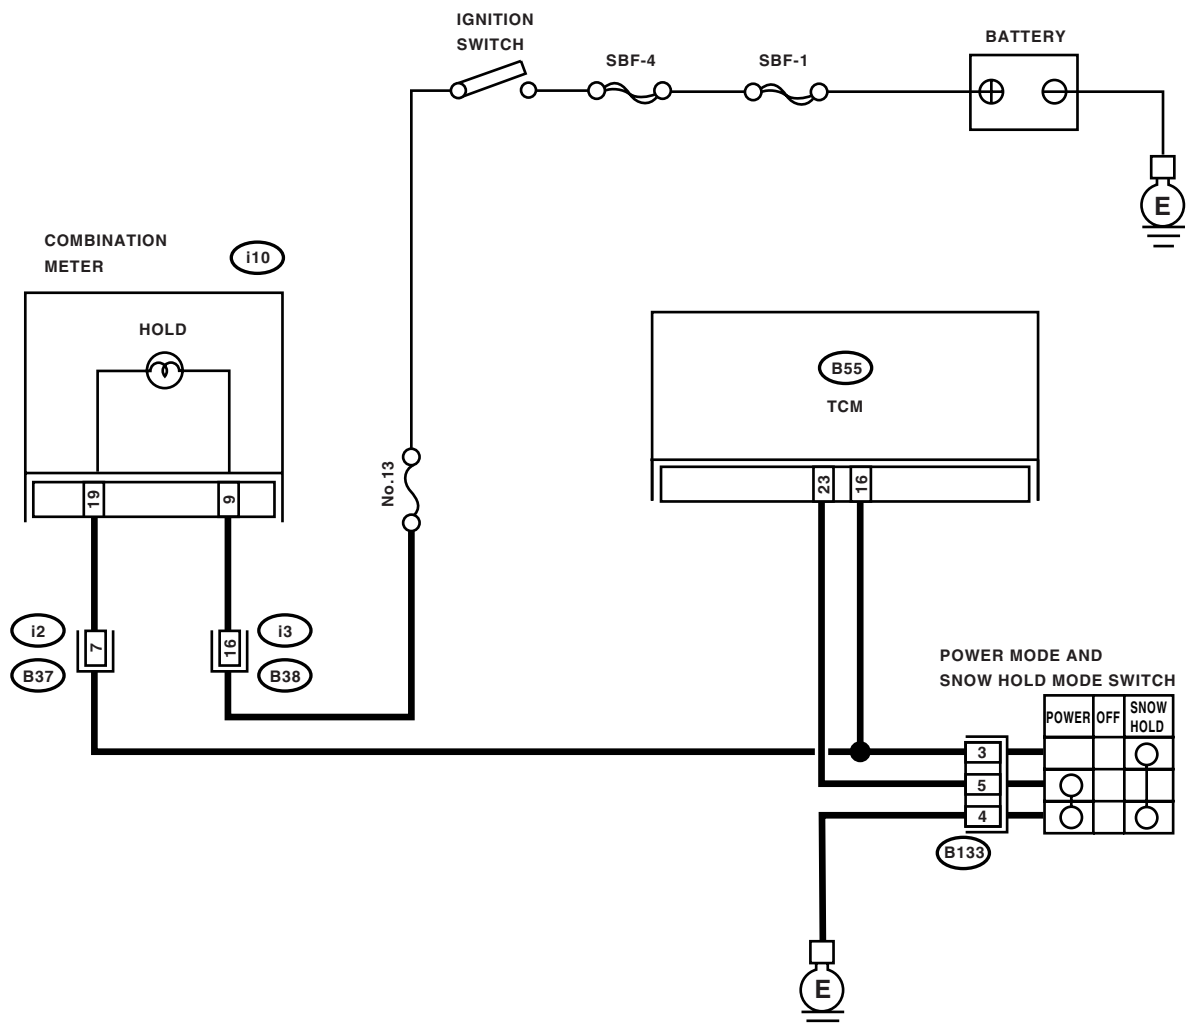 IGNITION
SWITCH
SBF-4
SBF-1
BATTERY
E
COMBINATION
METER
i10
HOLD
B55
TCM
No.13
19
9
23
16
i2
7
B37
16
i3
B38
POWER MODE AND
SNOW HOLD MODE SWITCH
POWER
OFF
SNOW
HOLD
3
5
4
B133
E